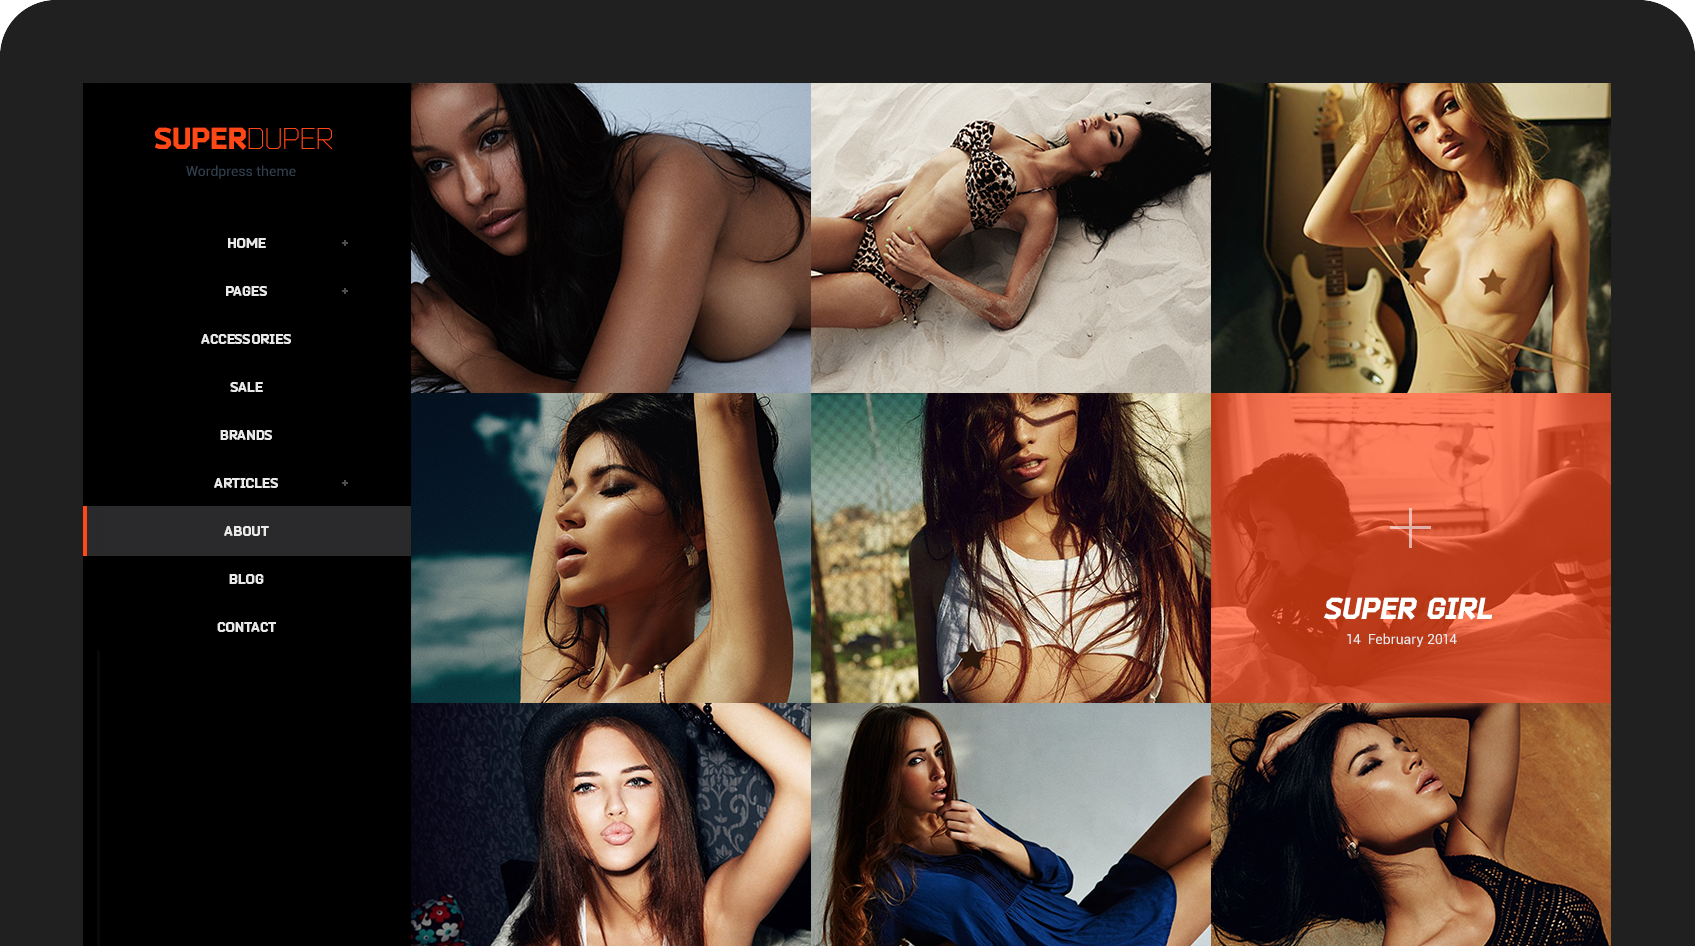 SUPERDUPER
Wordpress theme
HOME +
PAGES +
ACCESSORIES
SALE
BRANDS
ARTICLES +
ABOUT
BLOG
CONTACT
SUPER GIRL
14 February 2014